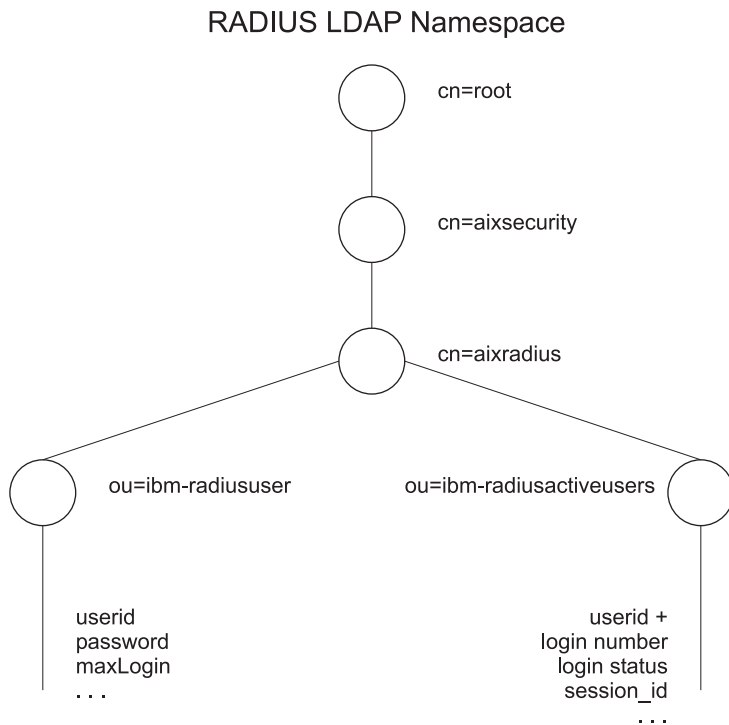 RADIUS LDAP Namespace
cn=root
cn=aixsecurity
cn=aixradius
ou=ibm-radiususer
ou=ibm-radiusactiveusers
userid
password
maxLogin
. . .
userid +
login number
login status
session_id
. . .